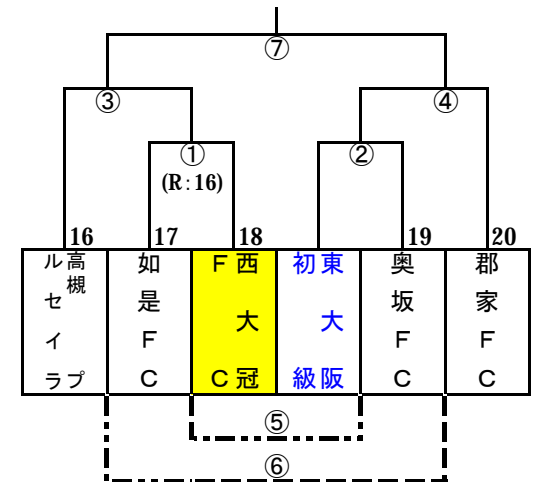 ⑦
③
④
①
②
(R:16)
16
17
18
19
20
高槻プ
ルセイラ
如是FC
西大冠
FC
東大阪
初級
奥坂FC
郡家FC
⑤
⑥